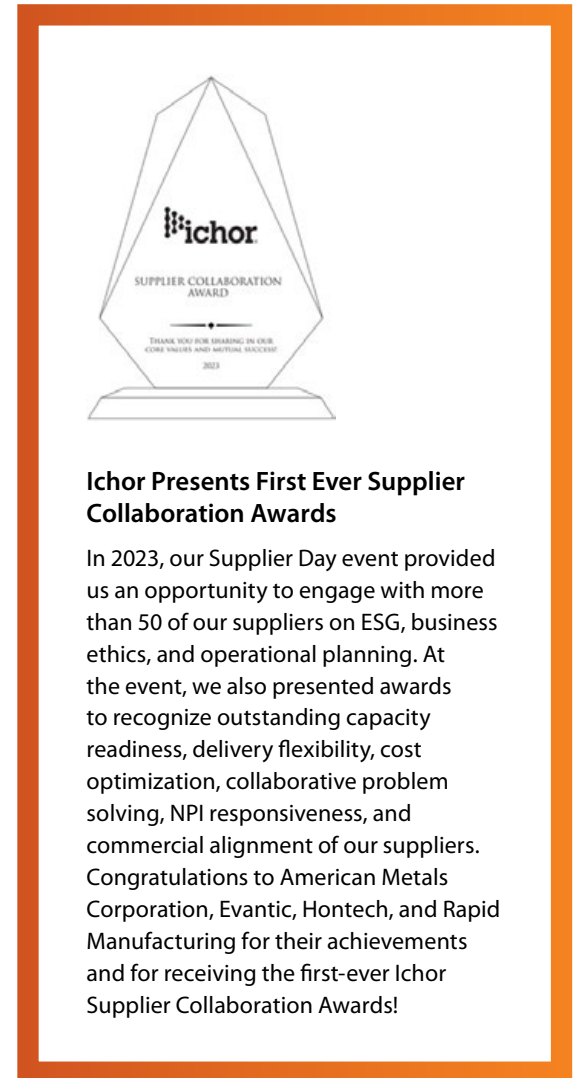 ichor
SUPPLIER COLLABORATION
AWARD
THANK YOU FOR SHARING IN OUR
CORE VALUES AND MUTUAL SUCCESS!
2023
Ichor Presents First Ever Supplier
Collaboration Awards
In 2023, our Supplier Day event provided
us an opportunity to engage with more
than 50 of our suppliers on ESG, business
ethics, and operational planning. At
the event, we also presented awards
to recognize outstanding capacity
readiness, delivery flexibility, cost
optimization, collaborative problem
solving, NPI responsiveness, and
commercial alignment of our suppliers.
Congratulations to American Metals
Corporation, Evantic, Hontech, and Rapid
Manufacturing for their achievements
and for receiving the first-ever Ichor
Supplier Collaboration Awards!